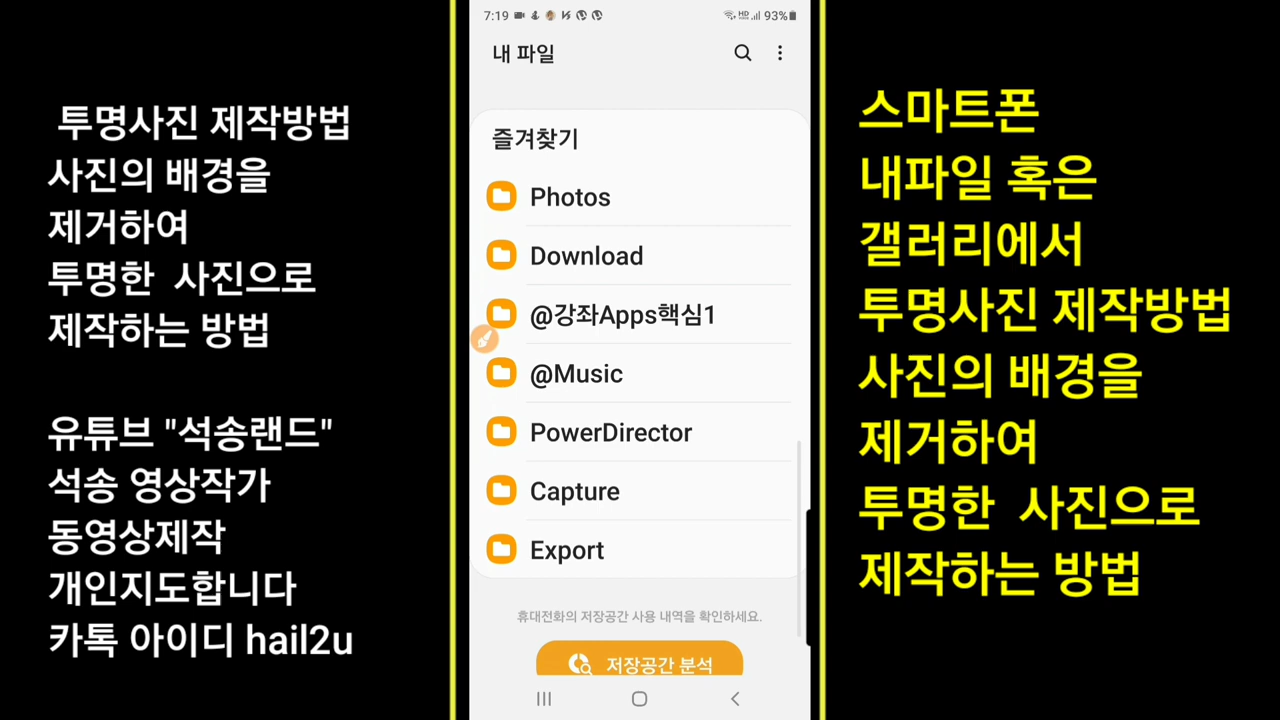 투명사진 제작방법
사진의 배경을
제거하여
투명한 사진으로
제작하는 방법
유튜브 "석송랜드"
석송 영상작가
동영상제작
개인지도합니다
카톡 아이디 hail2u
7:19
HD
93%
내 파일
즐겨찾기
Photos
Download
@강좌Apps핵심1
@Music
PowerDirector
Capture
Export
휴대전화의 저장공간 사용 내역을 확인하세요.
저장공간 분석
스마트폰
내파일 혹은
갤러리에서
투명사진 제작방법
사진의 배경을
제거하여
투명한 사진으로
제작하는 방법